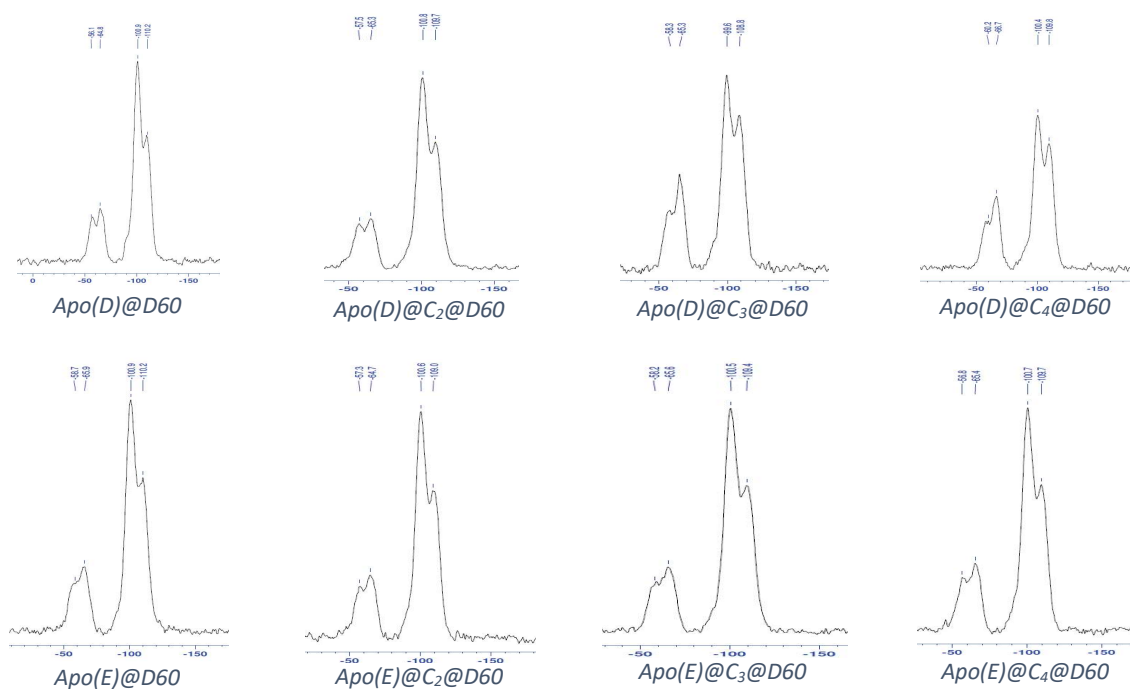 -56.1 -64.8 -100.9 -110.2
-57.5 -65.3 -100.8 -109.7
-58.3 -65.3 -99.6 -108.8
-60.2 -66.7 -100.4 -109.8
0 -50 -100 -150
-50 -100 -150
-50 -100 -150
-50 -100 -150
Apo(D)@D60
Apo(D)@C₂@D60
Apo(D)@C₃@D60
Apo(D)@C₄@D60
-58.7 -65.9 -100.9 -110.2
-57.3 -64.7 -100.6 -109.0
-58.2 -65.6 -100.5 -109.4
-56.8 -65.4 -100.7 -109.7
-50 -100 -150
-50 -100 -150
-50 -100 -150
-50 -100 -150
Apo(E)@D60
Apo(E)@C₂@D60
Apo(E)@C₃@D60
Apo(E)@C₄@D60